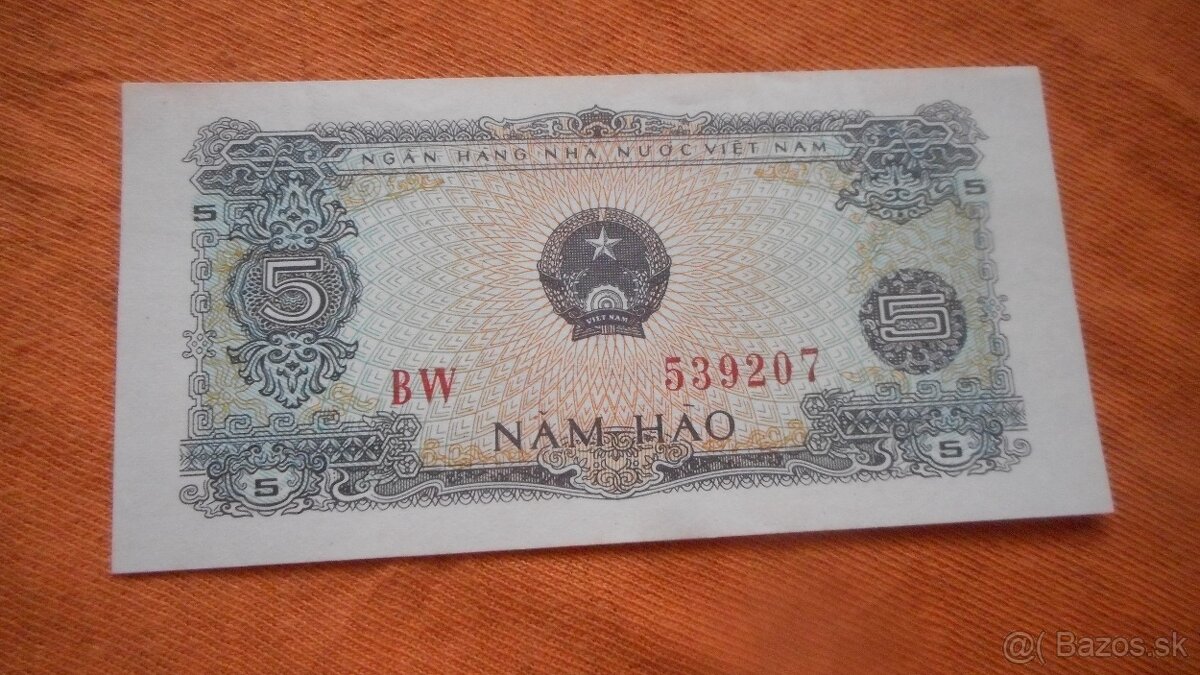 NGÂN HÀNG NHÀ NƯỚC VIỆT NAM
5 5
5 5
VIỆT NAM
BW 539207
NĂM HÀO
5 5
@( Bazos.sk